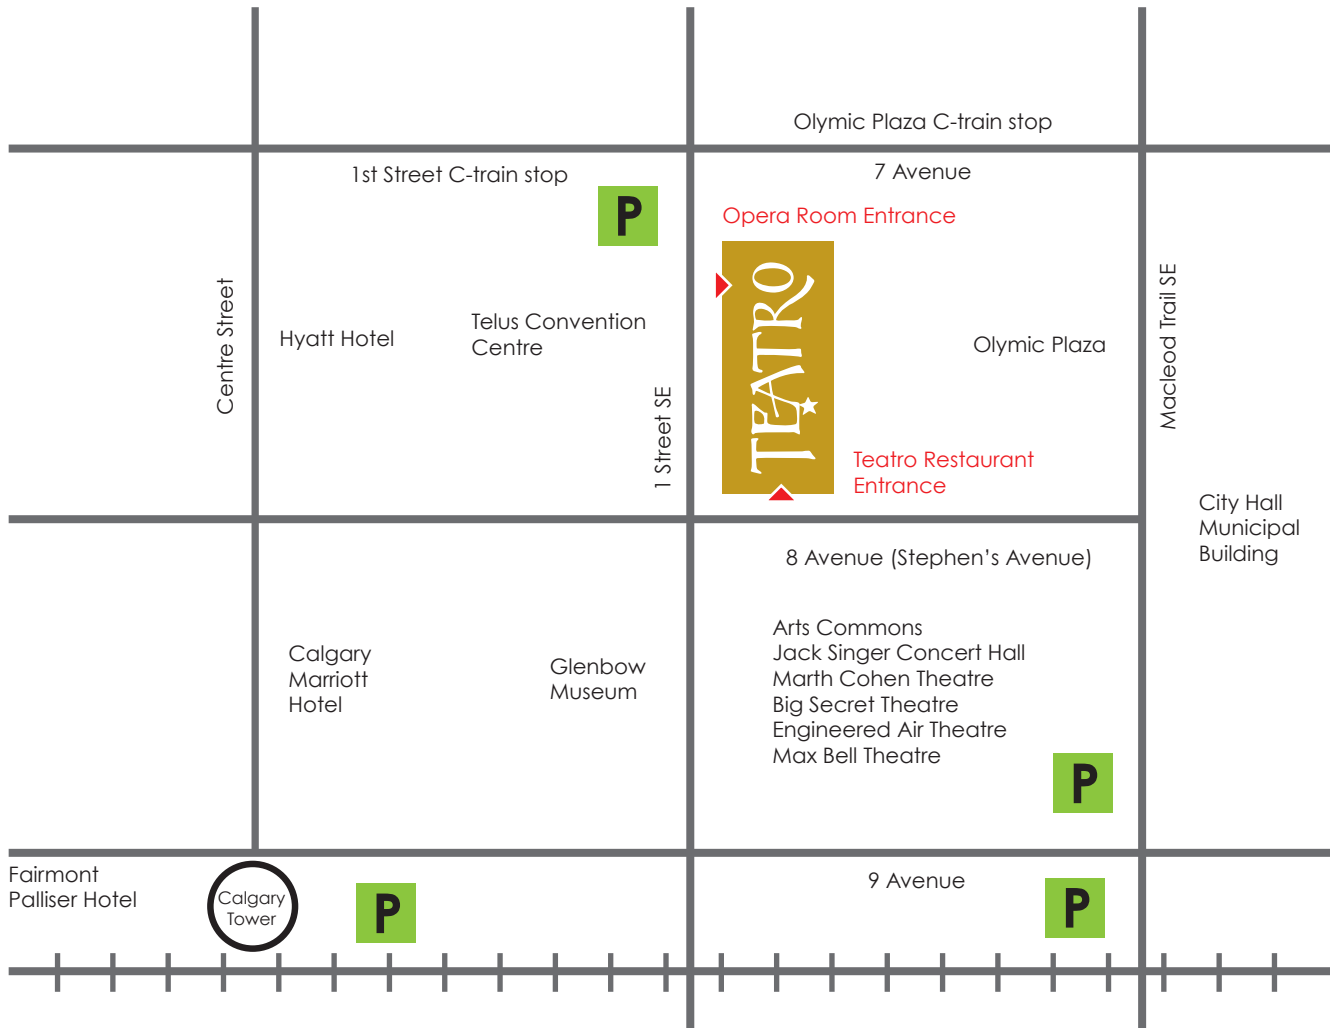 Olymic Plaza C-train stop
1st Street C-train stop
7 Avenue
P
Opera Room Entrance
Centre Street
Hyatt Hotel
Telus Convention
Centre
1 Street SE
TEATRO
Olymic Plaza
Macleod Trail SE
Teatro Restaurant
Entrance
City Hall
Municipal
Building
8 Avenue (Stephen's Avenue)
Calgary
Marriott
Hotel
Glenbow
Museum
Arts Commons
Jack Singer Concert Hall
Marth Cohen Theatre
Big Secret Theatre
Engineered Air Theatre
Max Bell Theatre
P
Fairmont
Palliser Hotel
Calgary
Tower
P
9 Avenue
P